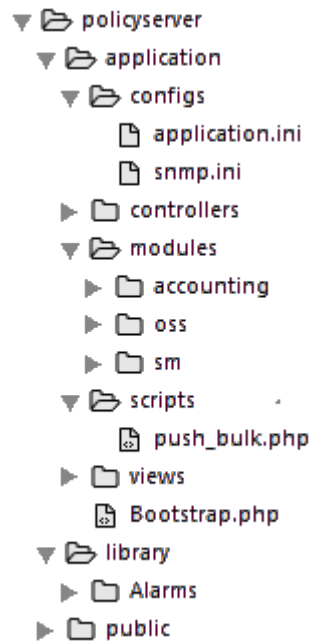 policyserver
application
configs
application.ini
snmp.ini
controllers
modules
accounting
oss
sm
scripts
push_bulk.php
views
Bootstrap.php
library
Alarms
public